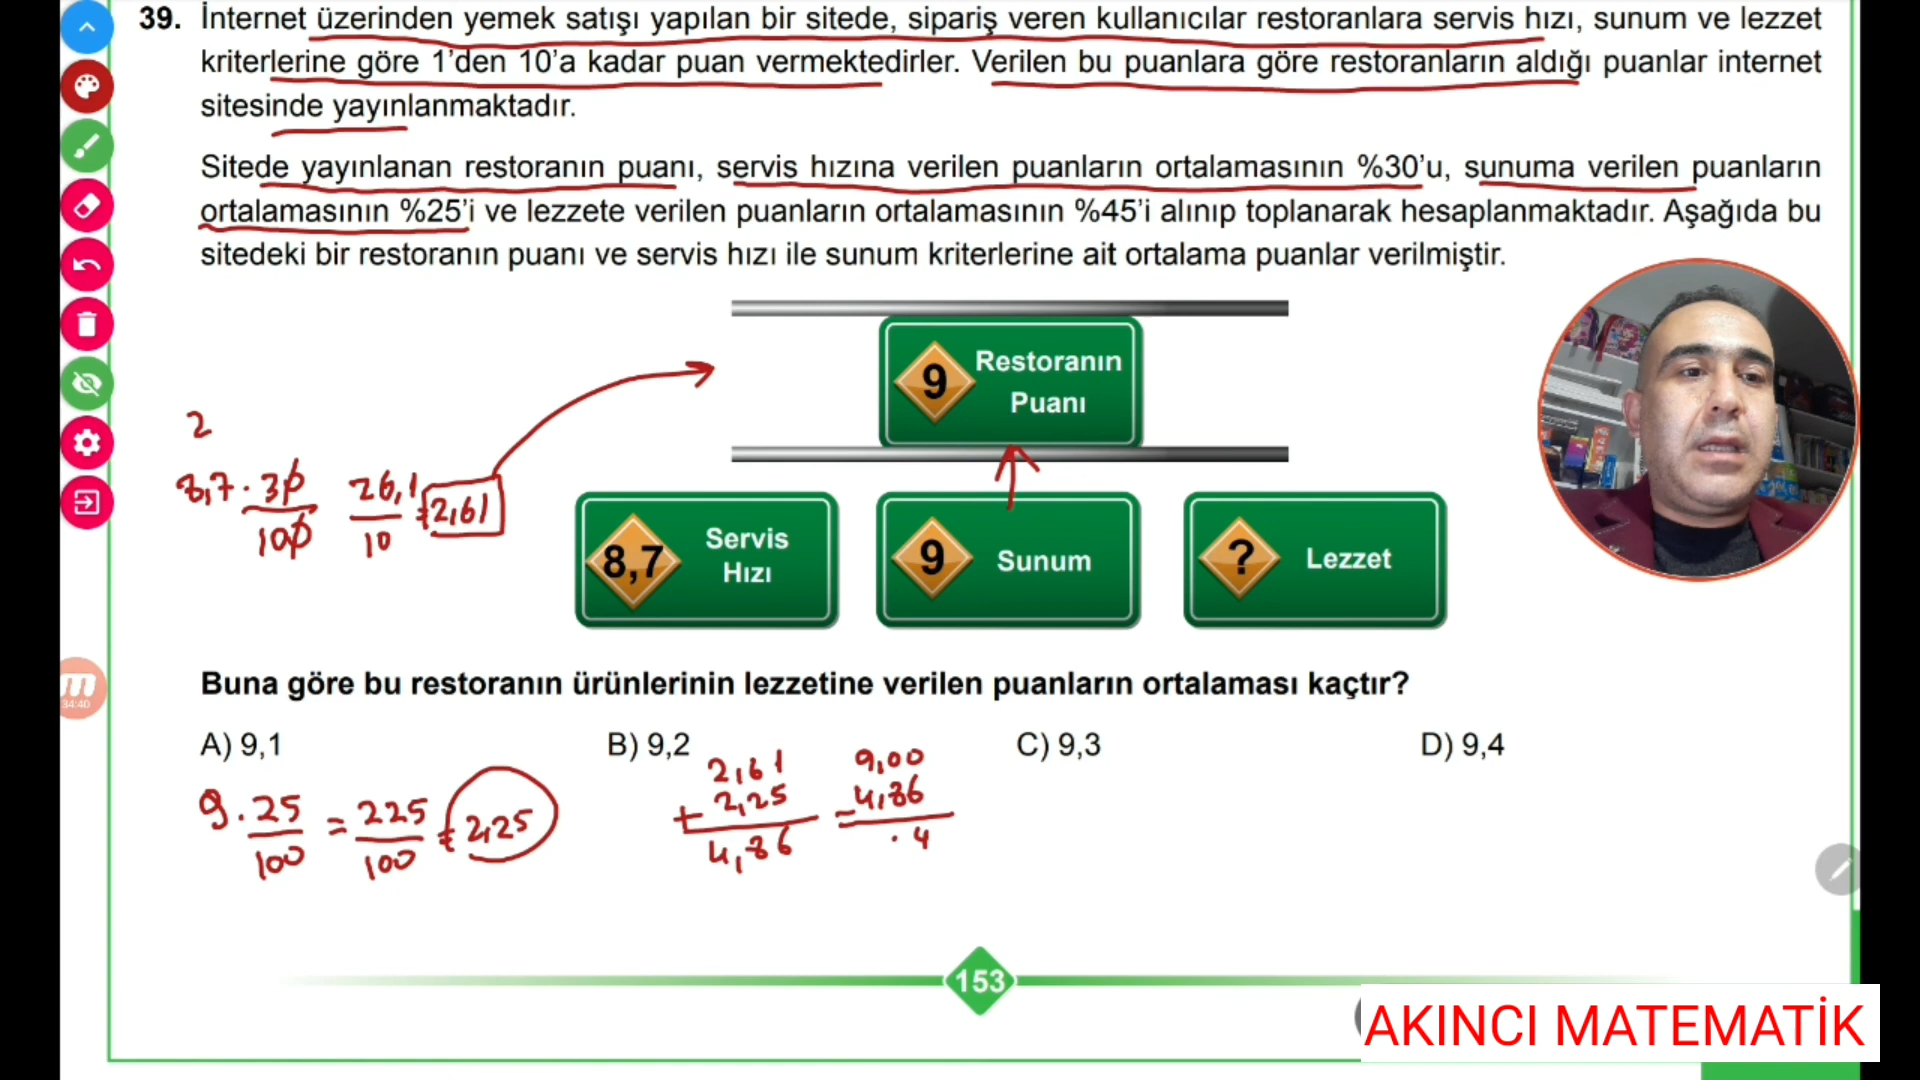 39. İnternet üzerinden yemek satışı yapılan bir sitede, sipariş veren kullanıcılar restoranlara servis hızı, sunum ve lezzet
kriterlerine göre 1'den 10'a kadar puan vermektedirler. Verilen bu puanlara göre restoranların aldığı puanlar internet
sitesinde yayınlanmaktadır.
Sitede yayınlanan restoranın puanı, servis hızına verilen puanların ortalamasının %30'u, sunuma verilen puanların
ortalamasının %25'i ve lezzete verilen puanların ortalamasının %45'i alınıp toplanarak hesaplanmaktadır. Aşağıda bu
sitedeki bir restoranın puanı ve servis hızı ile sunum kriterlerine ait ortalama puanlar verilmiştir.
9 Restoranın
Puanı
2
8,7 . 30/100 26,1/10 = 2,61
8,7 Servis
Hızı
9 Sunum
? Lezzet
34:40
Buna göre bu restoranın ürünlerinin lezzetine verilen puanların ortalaması kaçtır?
A) 9,1 B) 9,2 C) 9,3 D) 9,4
9 . 25/100 = 225/100 = 2,25
2,61
+ 2,25
4,86
9,00
- 4,86
. 4
153
AKINCI MATEMATİK